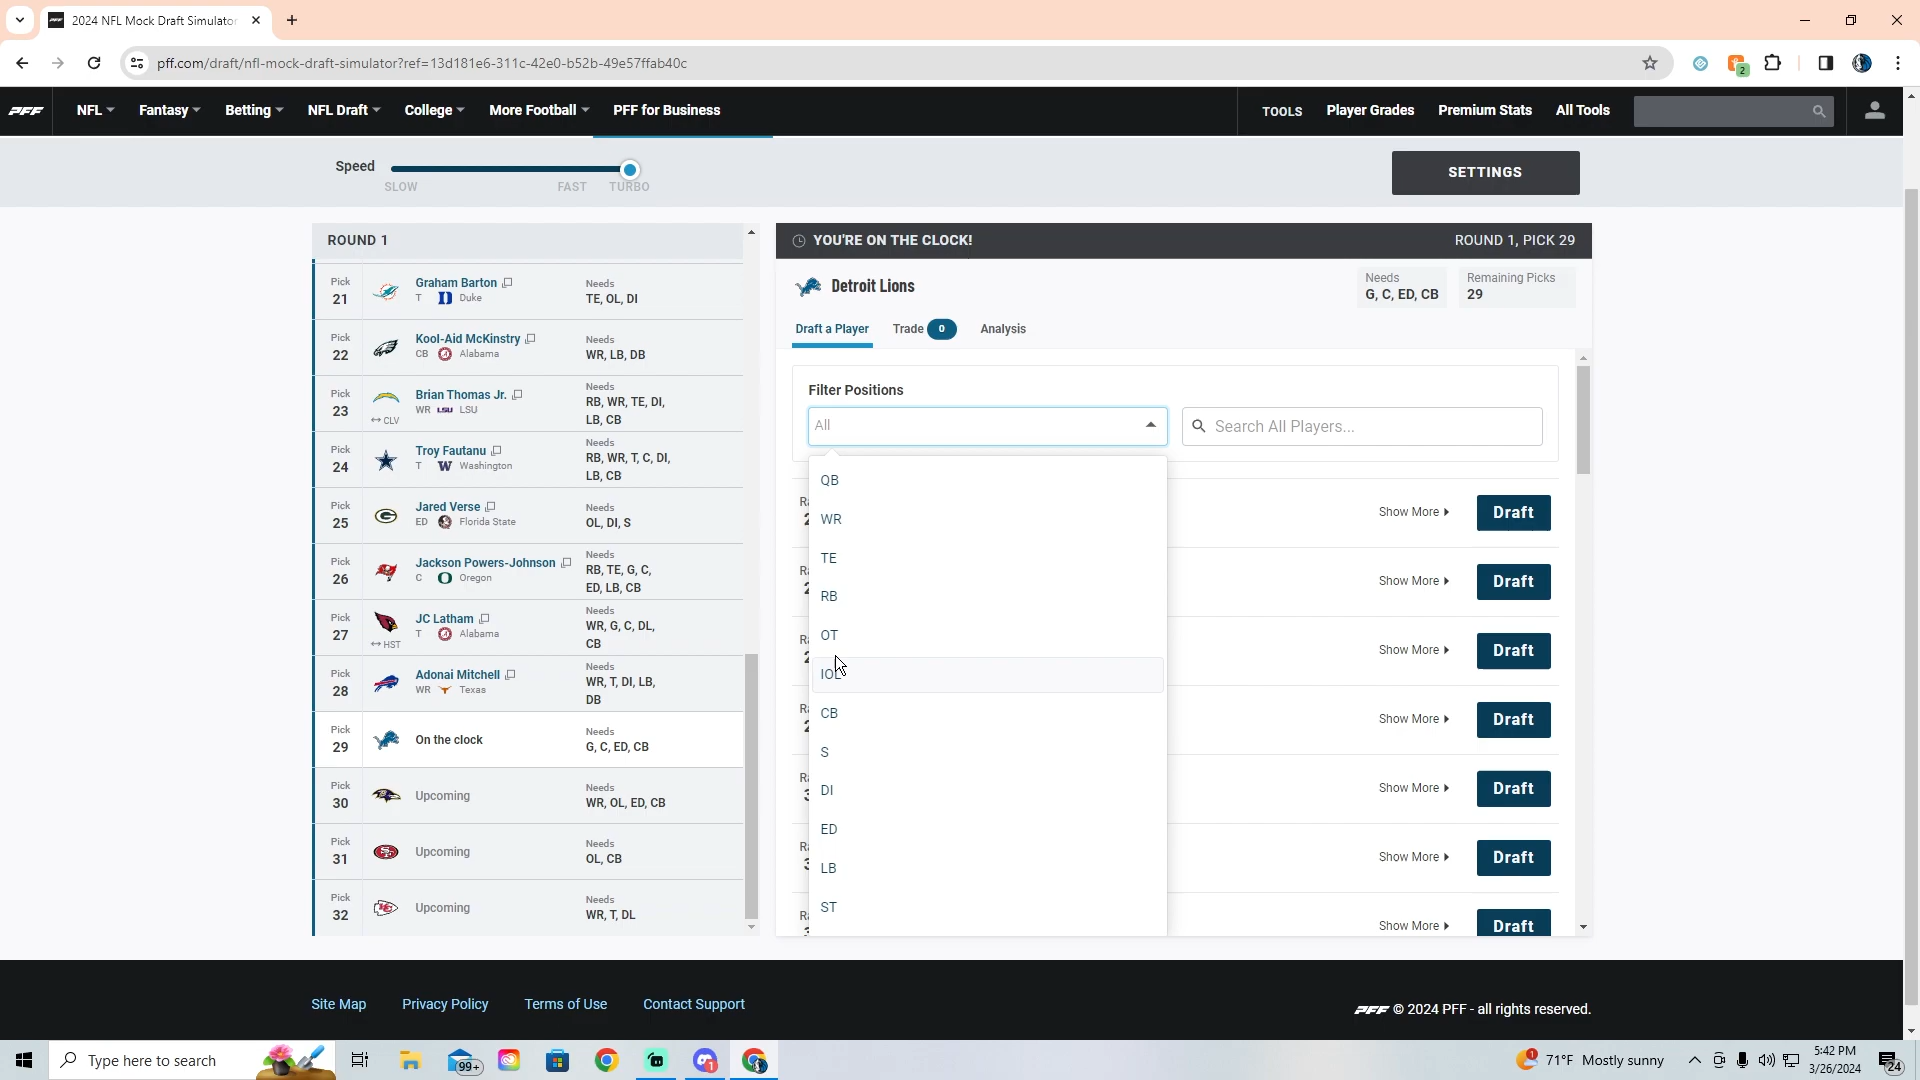 2024 NFL Mock Draft Simulator
pff.com/draft/nfl-mock-draft-simulator?ref=13d181e6-311c-42e0-b52b-49e57ffab40c
2
PFF NFL Fantasy Betting NFL Draft College More Football PFF for Business TOOLS Player Grades Premium Stats All Tools
Speed
SLOW FAST TURBO
SETTINGS
ROUND 1
Pick 21 Graham Barton T Duke Needs TE, OL, DI
Pick 22 Kool-Aid McKinstry CB Alabama Needs WR, LB, DB
Pick 23 Brian Thomas Jr. WR LSU LSU ↔ CLV Needs RB, WR, TE, DI, LB, CB
Pick 24 Troy Fautanu T W Washington Needs RB, WR, T, C, DI, LB, CB
Pick 25 Jared Verse ED Florida State Needs OL, DI, S
Pick 26 Jackson Powers-Johnson C Oregon Needs RB, TE, G, C, ED, LB, CB
Pick 27 JC Latham T Alabama ↔ HST Needs WR, G, C, DL, CB
Pick 28 Adonai Mitchell WR Texas Needs WR, T, DI, LB, DB
Pick 29 On the clock Needs G, C, ED, CB
Pick 30 Upcoming Needs WR, OL, ED, CB
Pick 31 Upcoming Needs OL, CB
Pick 32 Upcoming Needs WR, T, DL
YOU'RE ON THE CLOCK! ROUND 1, PICK 29
Detroit Lions
Needs
G, C, ED, CB
Remaining Picks
29
Draft a Player Trade 0 Analysis
Filter Positions
All
Search All Players...
QB
WR
TE
RB
OT
IOL
CB
S
DI
ED
LB
ST
Show More Draft
Show More Draft
Show More Draft
Show More Draft
Show More Draft
Show More Draft
Show More Draft
Site Map Privacy Policy Terms of Use Contact Support
PFF © 2024 PFF - all rights reserved.
Type here to search
99+
1
71°F Mostly sunny
5:42 PM
3/26/2024
24